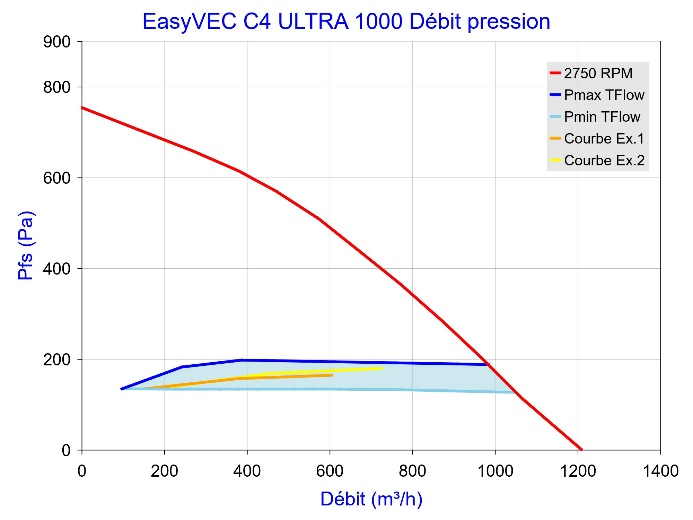 EasyVEC C4 ULTRA 1000 Débit pression
900
800
600
400
200
0
Pfs (Pa)
2750 RPM
Pmax TFlow
Pmin TFlow
Courbe Ex.1
Courbe Ex.2
0 200 400 600 800 1000 1200 1400
Débit (m³/h)